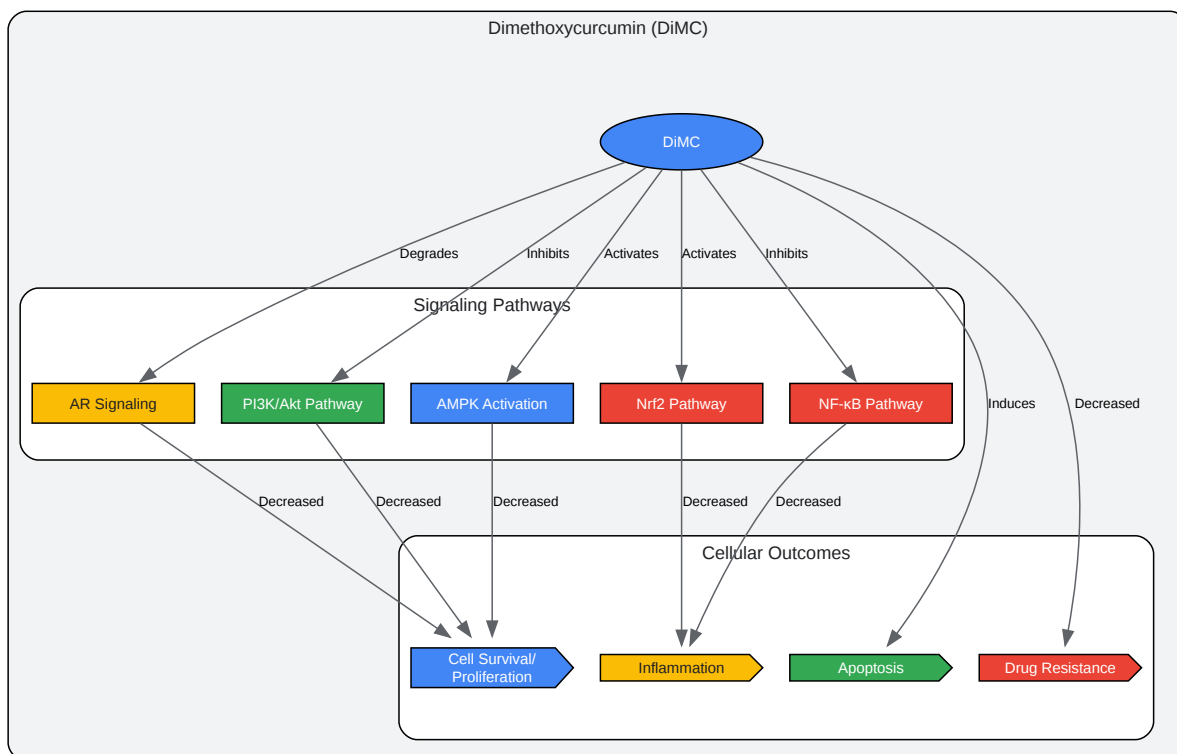 Dimethoxycurcumin (DiMC)
DiMC
Degrades
Inhibits
Activates
Activates
Inhibits
Signaling Pathways
AR Signaling
PI3K/Akt Pathway
AMPK Activation
Nrf2 Pathway
NF-κB Pathway
Induces
Decreased
Decreased
Decreased
Decreased
Decreased
Decreased
Cellular Outcomes
Cell Survival/
Proliferation
Inflammation
Apoptosis
Drug Resistance